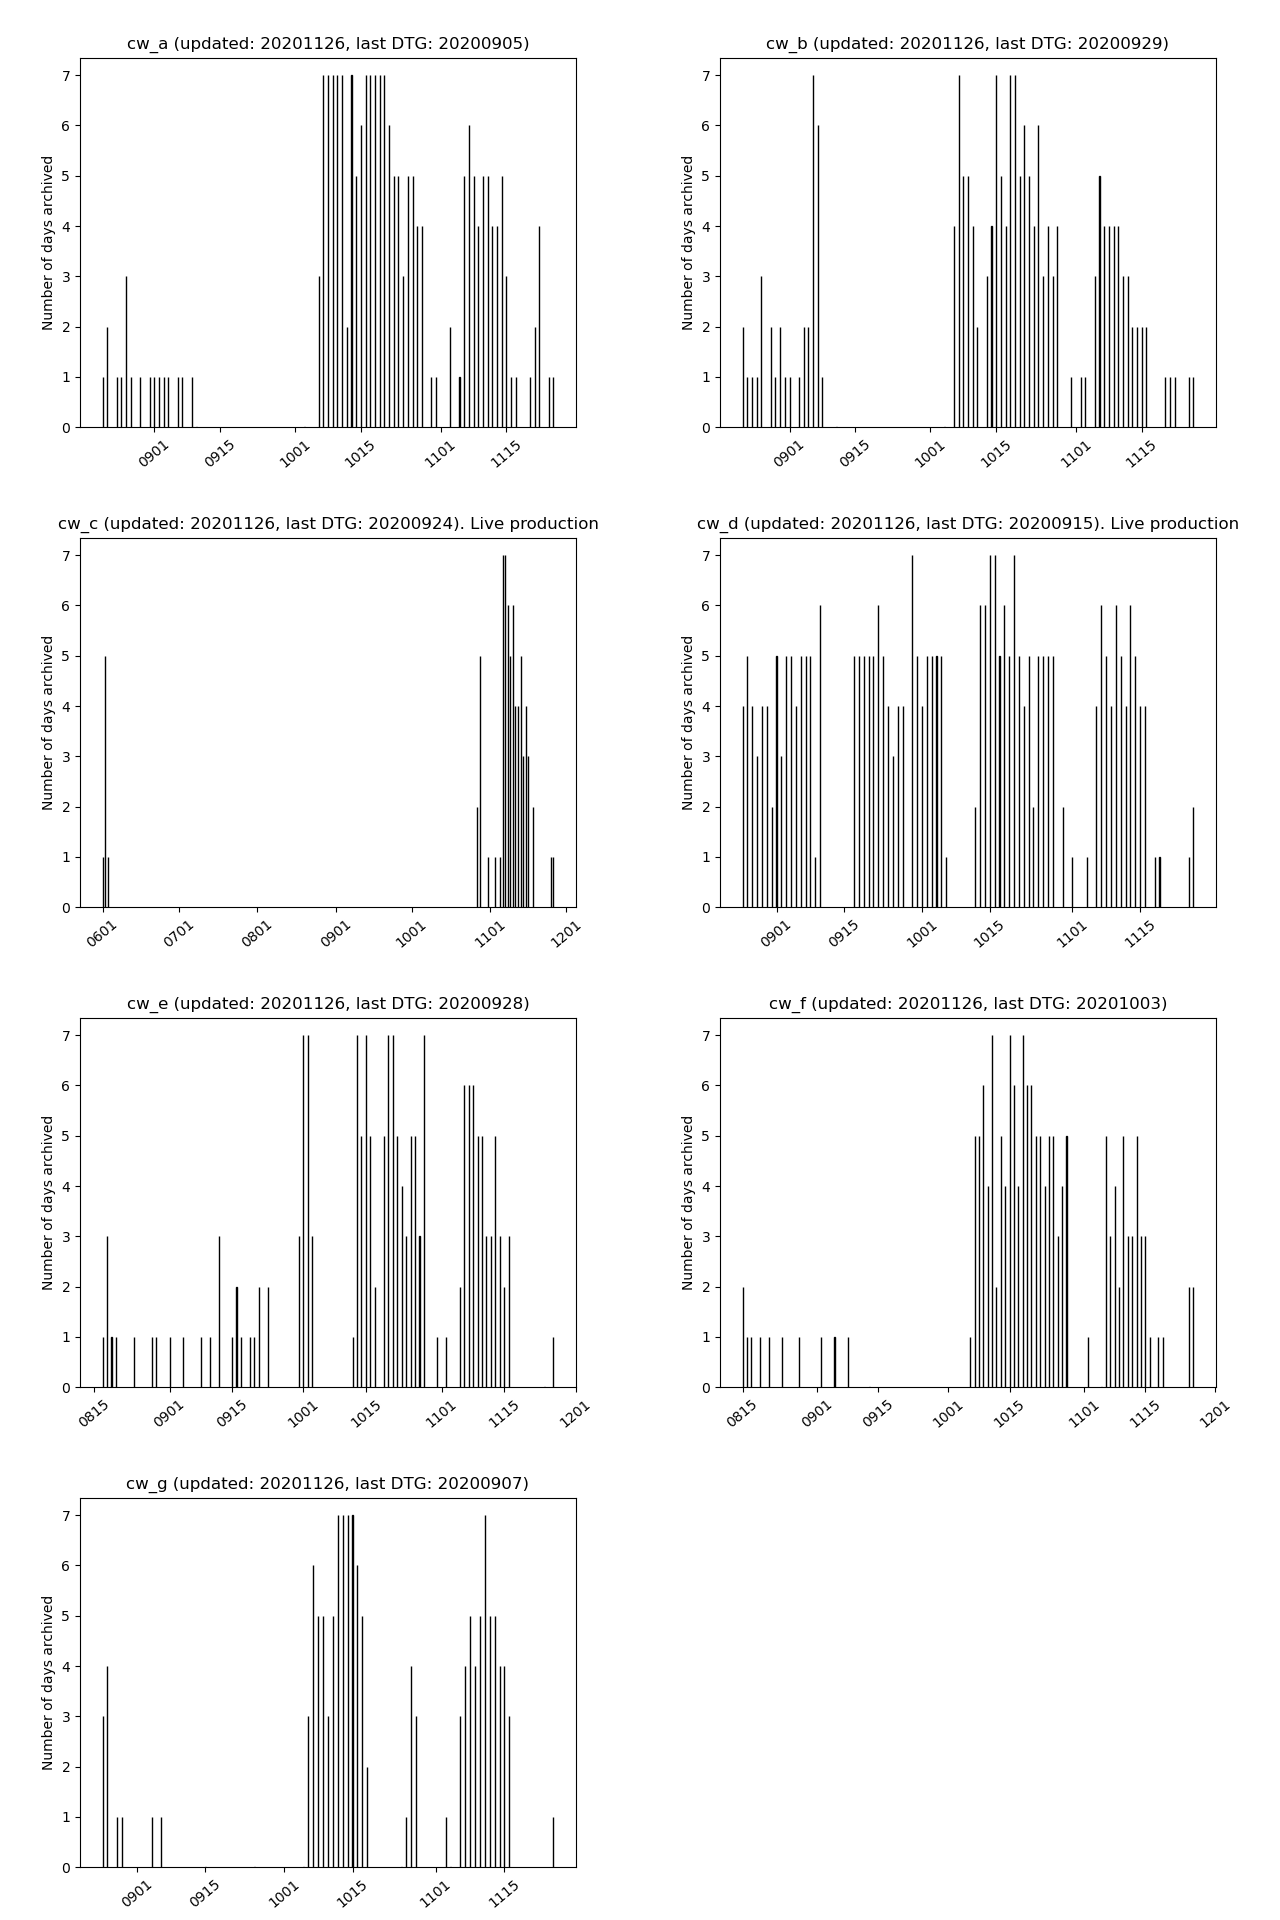 cw_a (updated: 20201126, last DTG: 20200905)
Number of days archived
7
6
5
4
3
2
1
0
0901 0915 1001 1015 1101 1115
cw_b (updated: 20201126, last DTG: 20200929)
Number of days archived
7
6
5
4
3
2
1
0
0901 0915 1001 1015 1101 1115
cw_c (updated: 20201126, last DTG: 20200924). Live production
Number of days archived
7
6
5
4
3
2
1
0
0601 0701 0801 0901 1001 1101 1201
cw_d (updated: 20201126, last DTG: 20200915). Live production
Number of days archived
7
6
5
4
3
2
1
0
0901 0915 1001 1015 1101 1115
cw_e (updated: 20201126, last DTG: 20200928)
Number of days archived
7
6
5
4
3
2
1
0
0815 0901 0915 1001 1015 1101 1115 1201
cw_f (updated: 20201126, last DTG: 20201003)
Number of days archived
7
6
5
4
3
2
1
0
0815 0901 0915 1001 1015 1101 1115 1201
cw_g (updated: 20201126, last DTG: 20200907)
Number of days archived
7
6
5
4
3
2
1
0
0901 0915 1001 1015 1101 1115